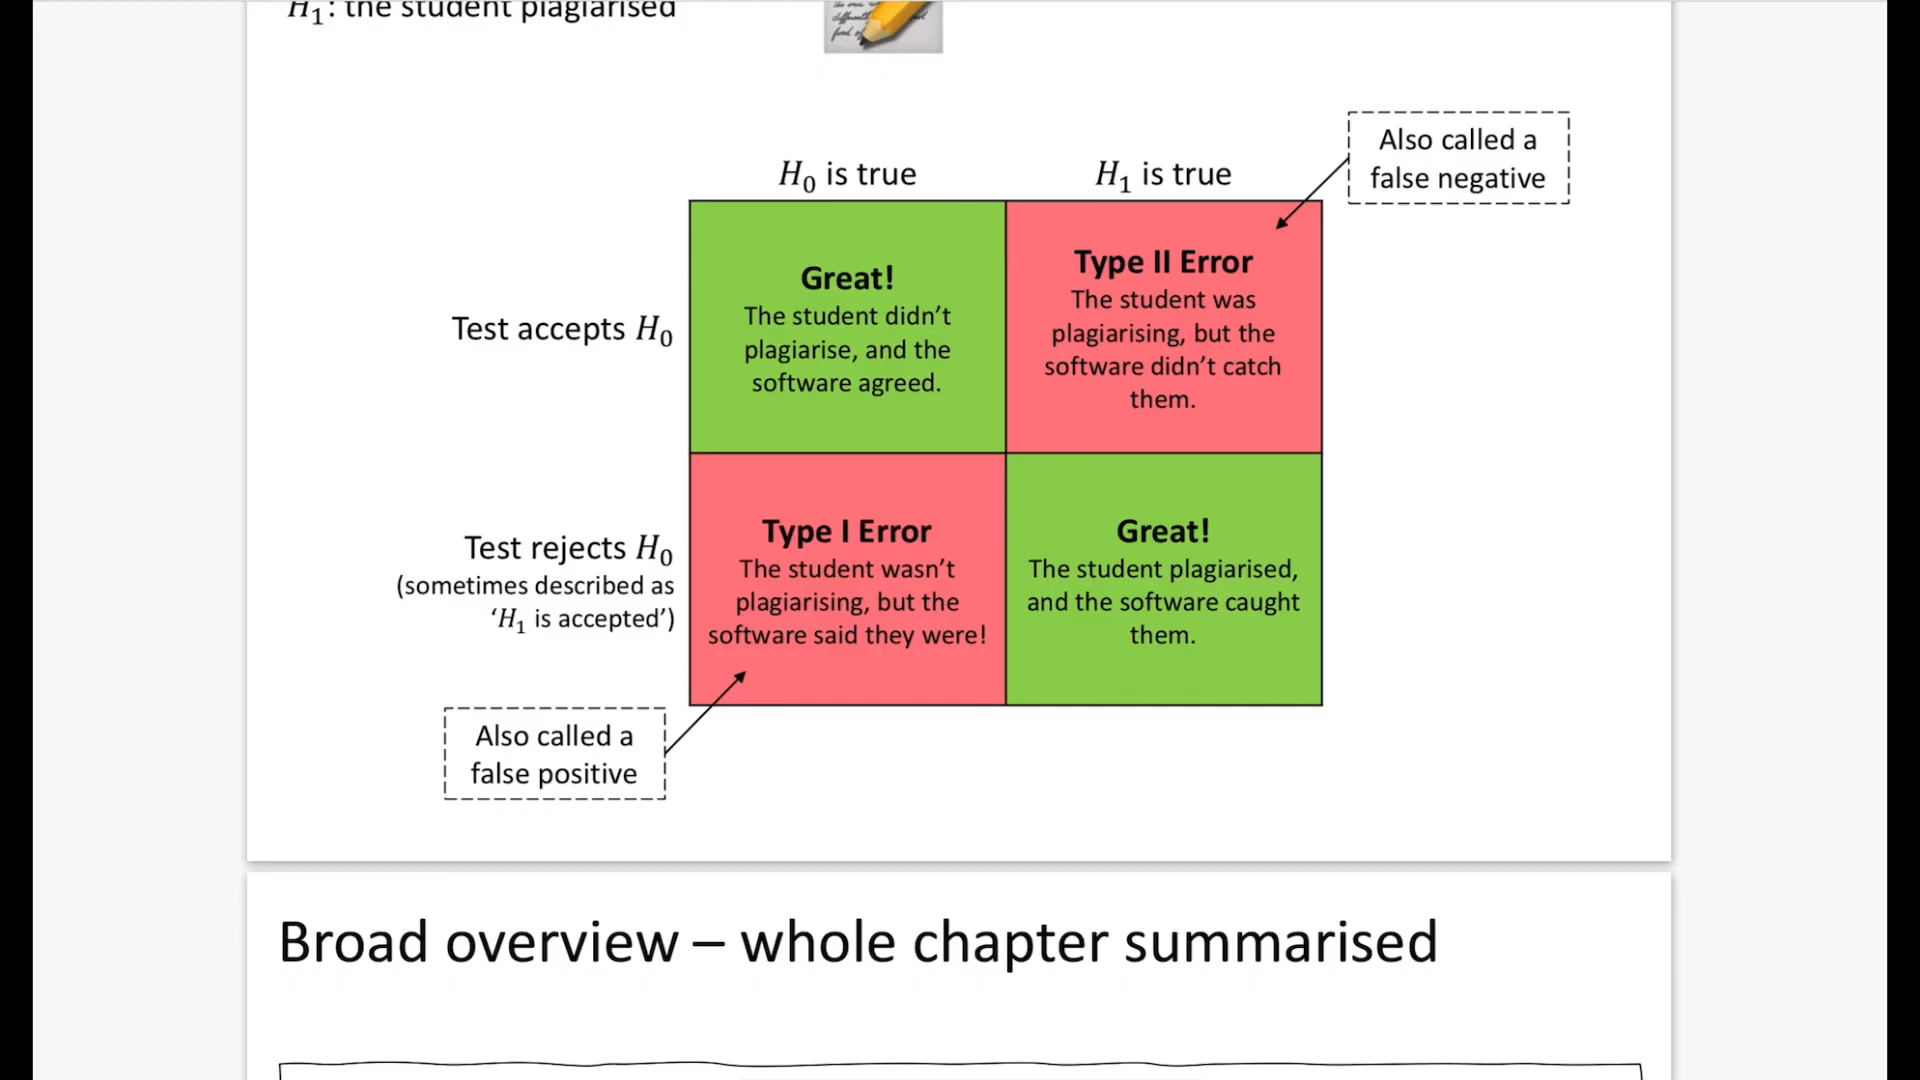 H₁: the student plagiarised
Also called a
false negative
H₀ is true
H₁ is true
Great!
The student didn’t
plagiarise, and the
software agreed.
Type II Error
The student was
plagiarising, but the
software didn’t catch
them.
Test accepts H₀
Test rejects H₀
(sometimes described as
‘H₁ is accepted’)
Type I Error
The student wasn’t
plagiarising, but the
software said they were!
Great!
The student plagiarised,
and the software caught
them.
Also called a
false positive
Broad overview – whole chapter summarised